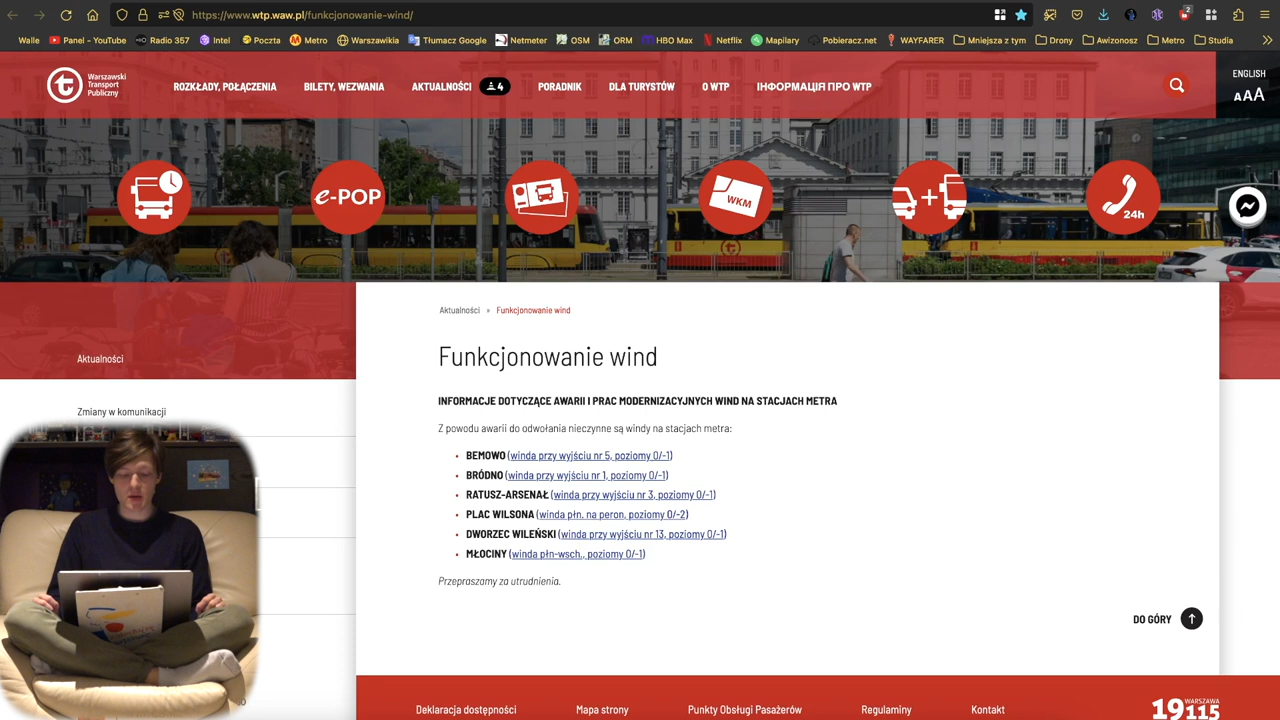 https://www.wtp.waw.pl/funkcjonowanie-wind/
2
Walle
Panel - YouTube
Radio 357
Intel
Poczta
Metro
Warszawikia
Tłumacz Google
Netmeter
OSM
ORM
HBO Max
Netflix
Mapilary
Pobieracz.net
WAYFARER
Mniejsza z tym
Drony
Awizonosz
Metro
Studia
Warszawski
Transport
Publiczny
ROZKŁADY, POŁĄCZENIA
BILETY, WEZWANIA
AKTUALNOŚCI
4
PORADNIK
DLA TURYSTÓW
O WTP
ІНФОРМАЦІЯ ПРО WTP
ENGLISH
AAA
e-POP
WKM
24h
Aktualności » Funkcjonowanie wind
Funkcjonowanie wind
Aktualności
INFORMACJE DOTYCZĄCE AWARII I PRAC MODERNIZACYJNYCH WIND NA STACJACH METRA
Zmiany w komunikacji
Z powodu awarii do odwołania nieczynne są windy na stacjach metra:
BEMOWO (winda przy wyjściu nr 5, poziomy 0/-1)
BRÓDNO (winda przy wyjściu nr 1, poziomy 0/-1)
RATUSZ-ARSENAŁ (winda przy wyjściu nr 3, poziomy 0/-1)
PLAC WILSONA (winda płn. na peron, poziomy 0/-2)
DWORZEC WILEŃSKI (winda przy wyjściu nr 13, poziomy 0/-1)
MŁOCINY (winda płn-wsch., poziomy 0/-1)
Przepraszamy za utrudnienia.
DO GÓRY
Deklaracja dostępności
Mapa strony
Punkty Obsługi Pasażerów
Regulaminy
Kontakt
WARSZAWA
19115